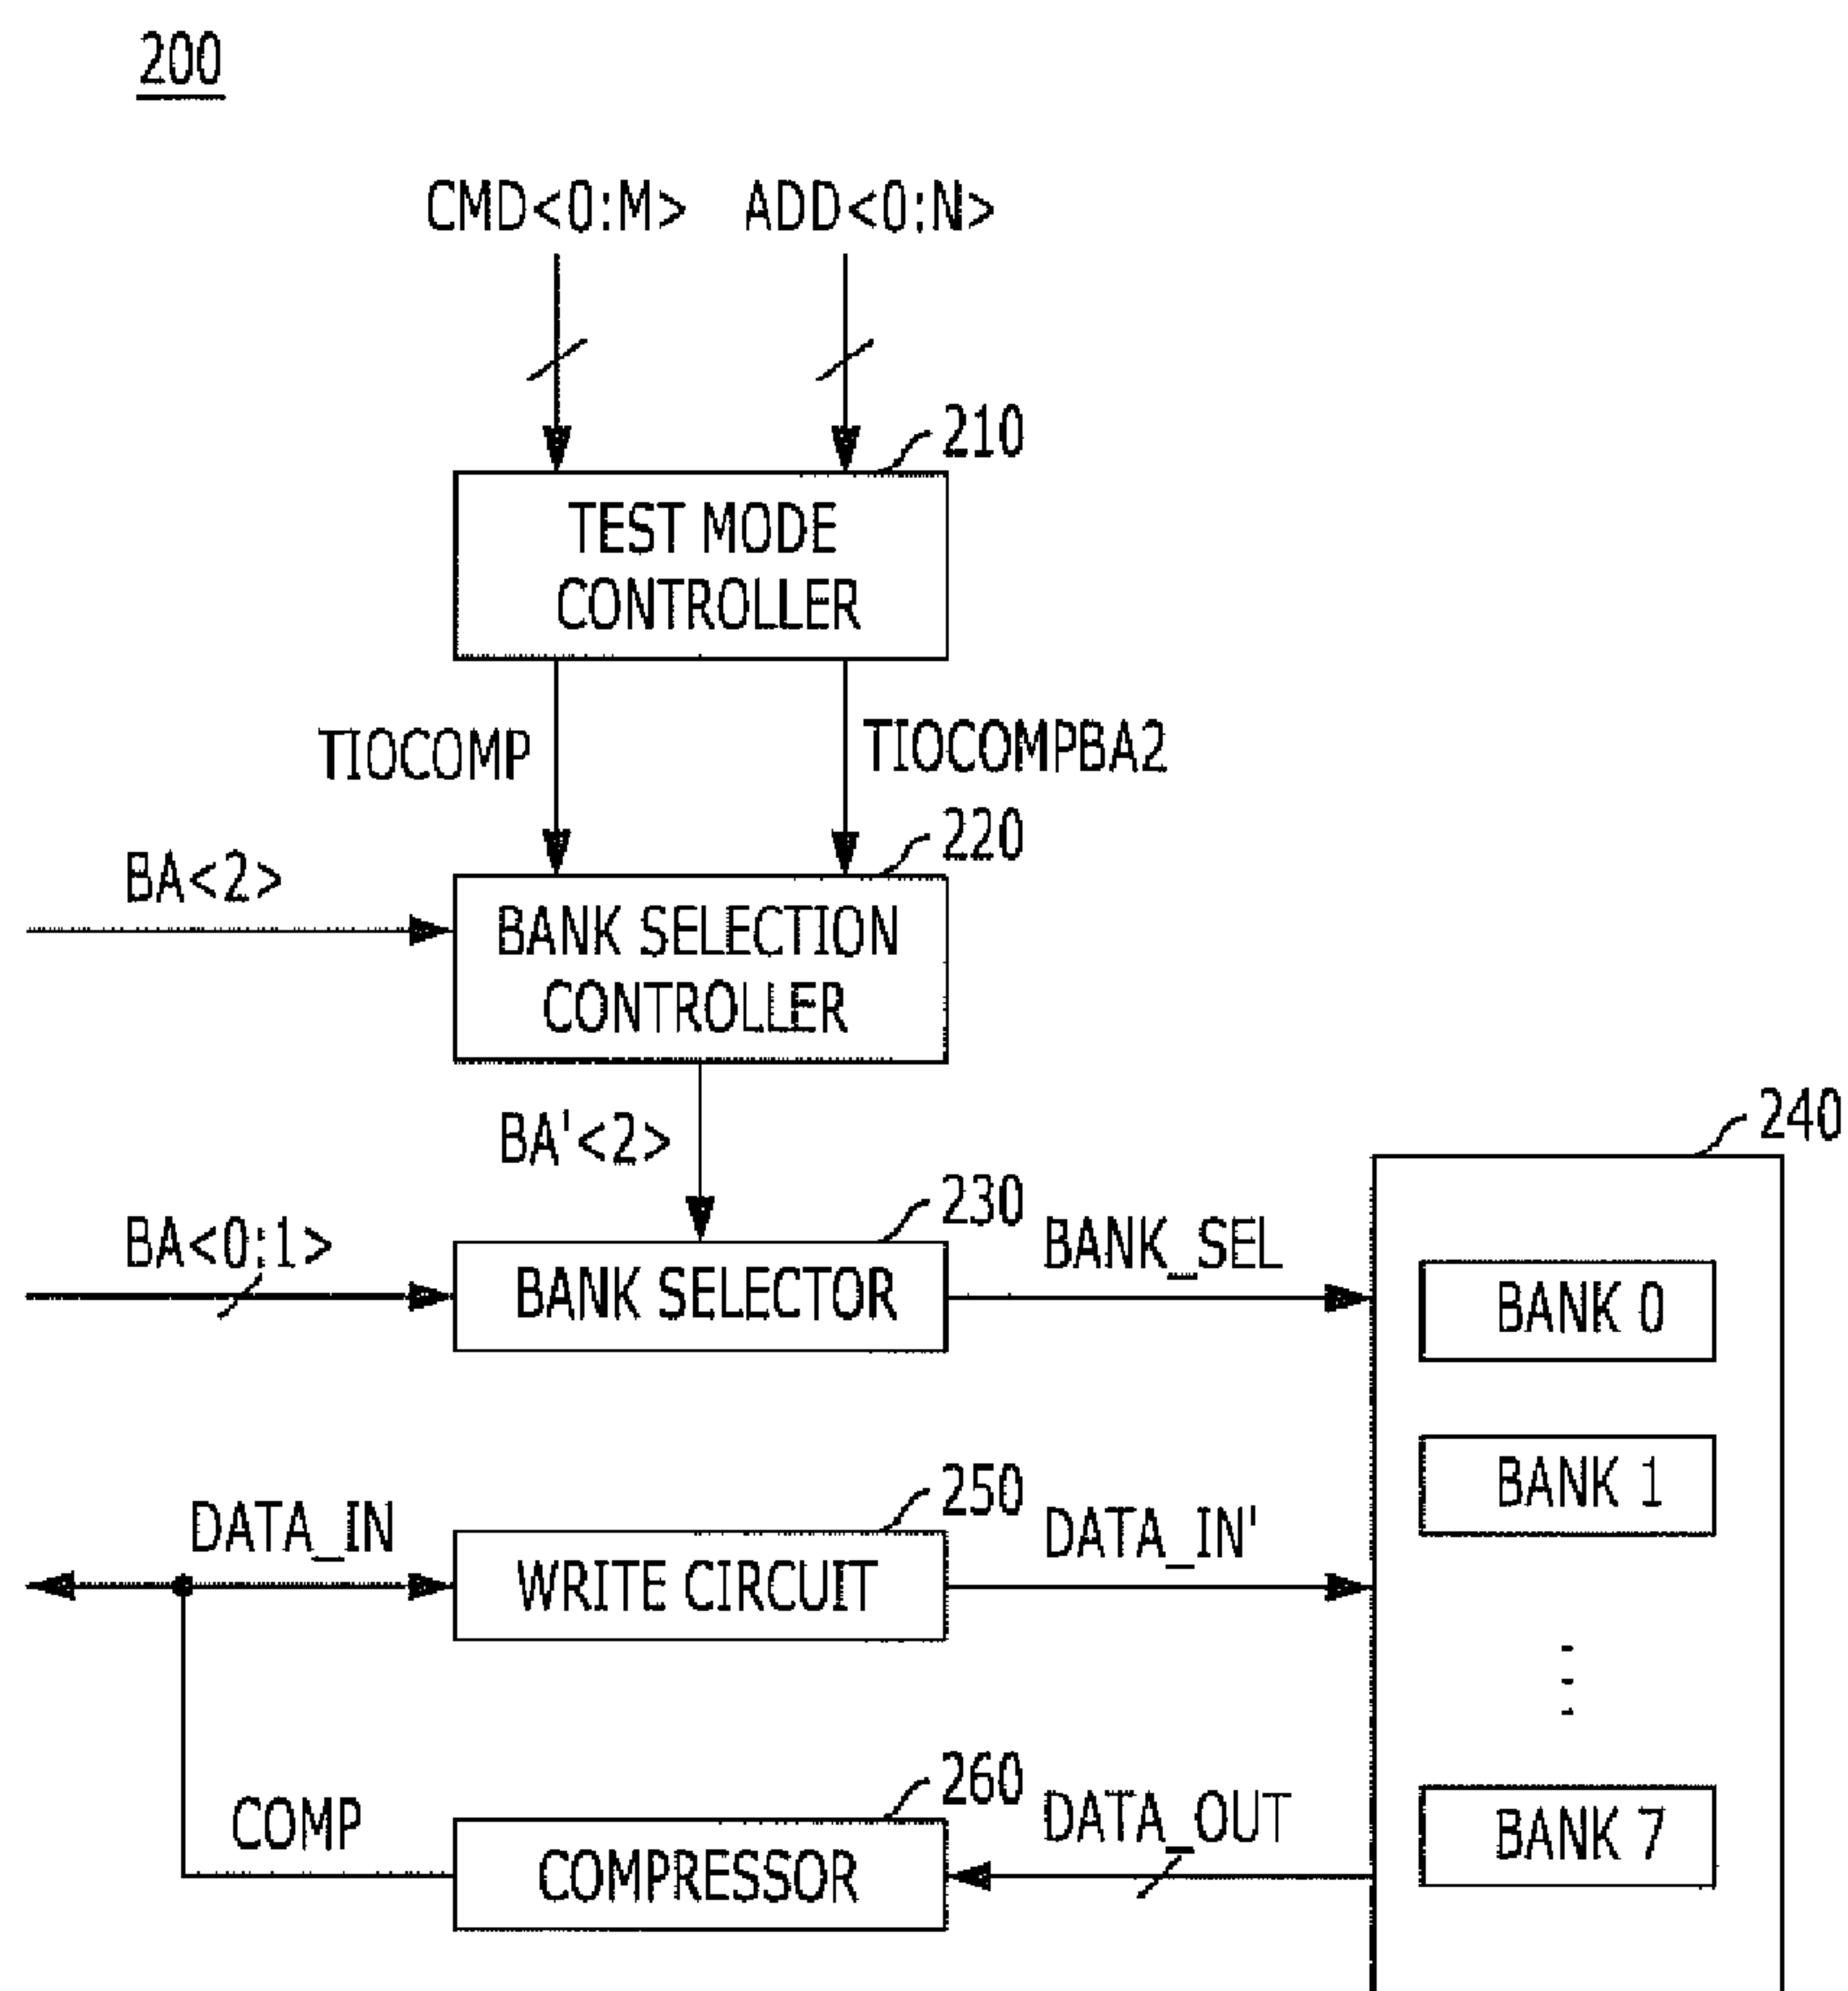 200
CMD<0:M> ADD<0:N>
210
TEST MODE
CONTROLLER
TIOCOMP
TIOCOMPBA2
220
BA<2>
BANK SELECTION
CONTROLLER
240
BA'<2>
230
BA<0:1>
BANK_SEL
BANK SELECTOR
BANK 0
250
BANK 1
DATA_IN
DATA_IN'
WRITE CIRCUIT
260
COMP
DATA_OUT
BANK 7
COMPRESSOR